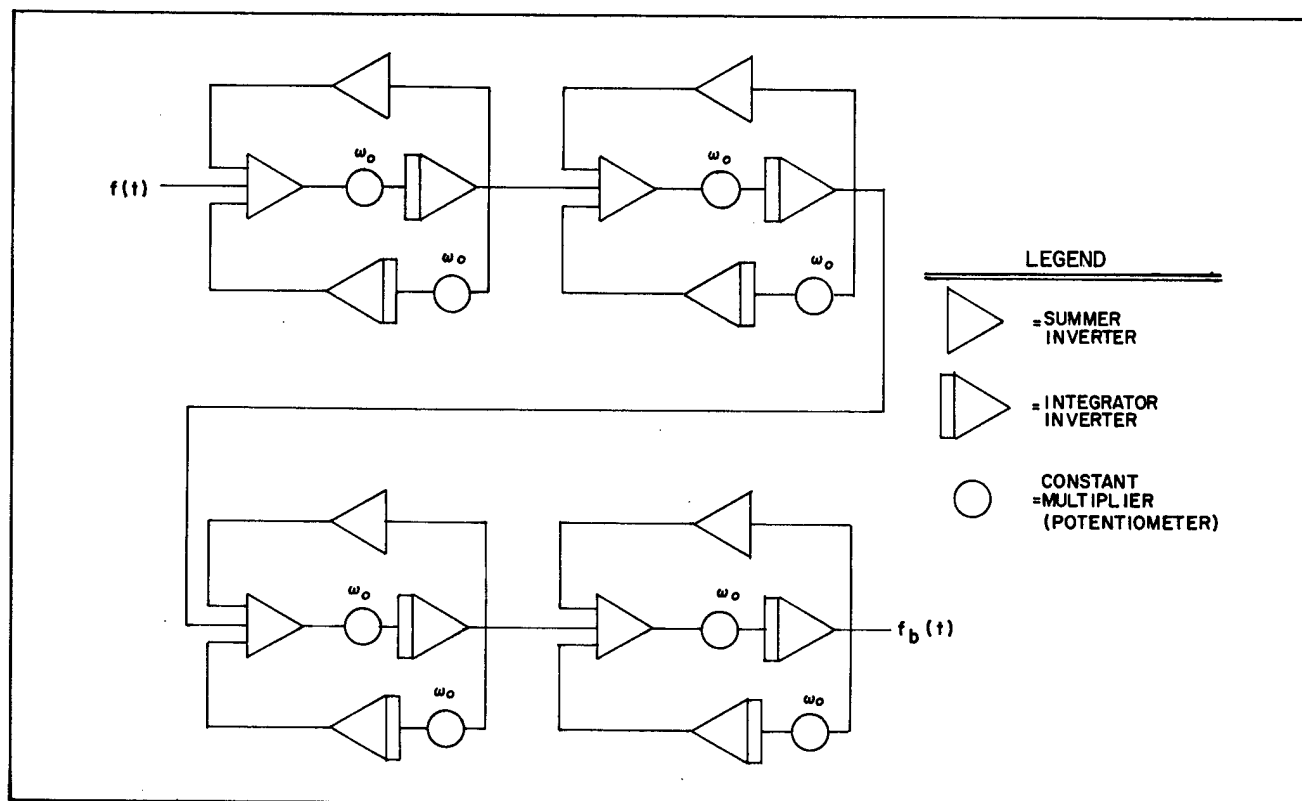 ω₀
ω₀
f(t)
ω₀
ω₀
LEGEND
= SUMMER
INVERTER
= INTEGRATOR
INVERTER
CONSTANT
= MULTIPLIER
(POTENTIOMETER)
ω₀
ω₀
f_b(t)
ω₀
ω₀